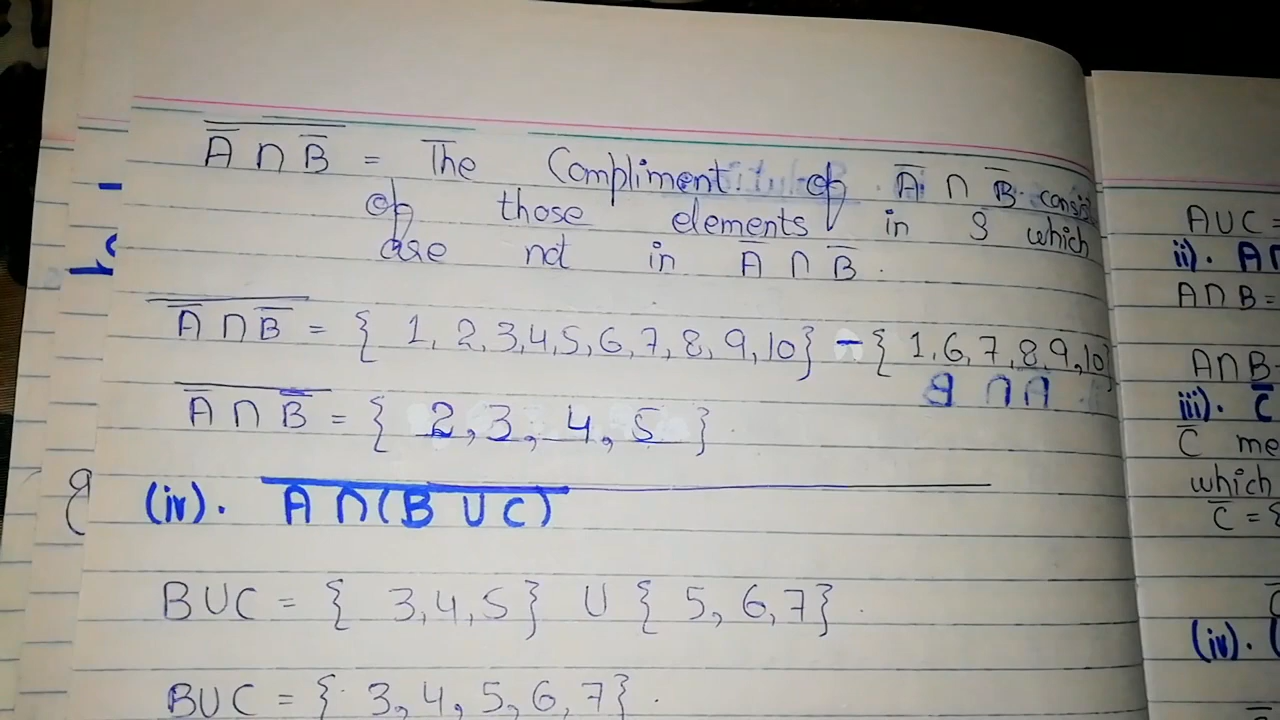 A̅ ∩ B̅ = The Compliment of A̅ ∩ B̅
of those elements in S which
are not in A̅ ∩ B̅.
A̅ ∩ B̅ = { 1, 2, 3, 4, 5, 6, 7, 8, 9, 10} - { 1, 6, 7, 8, 9, 10
A̅ ∩ B̅ = { 2, 3, 4, 5 }
(iv). A ∩ (B ∪ C)
B ∪ C = { 3, 4, 5 } ∪ { 5, 6, 7 }.
B ∪ C = { 3, 4, 5, 6, 7 }.
A ∪ C =
ii). A ∩
A ∩ B =
A ∩ B
iii). C̅
C̅ me
which
C̅ = {
(iv). (